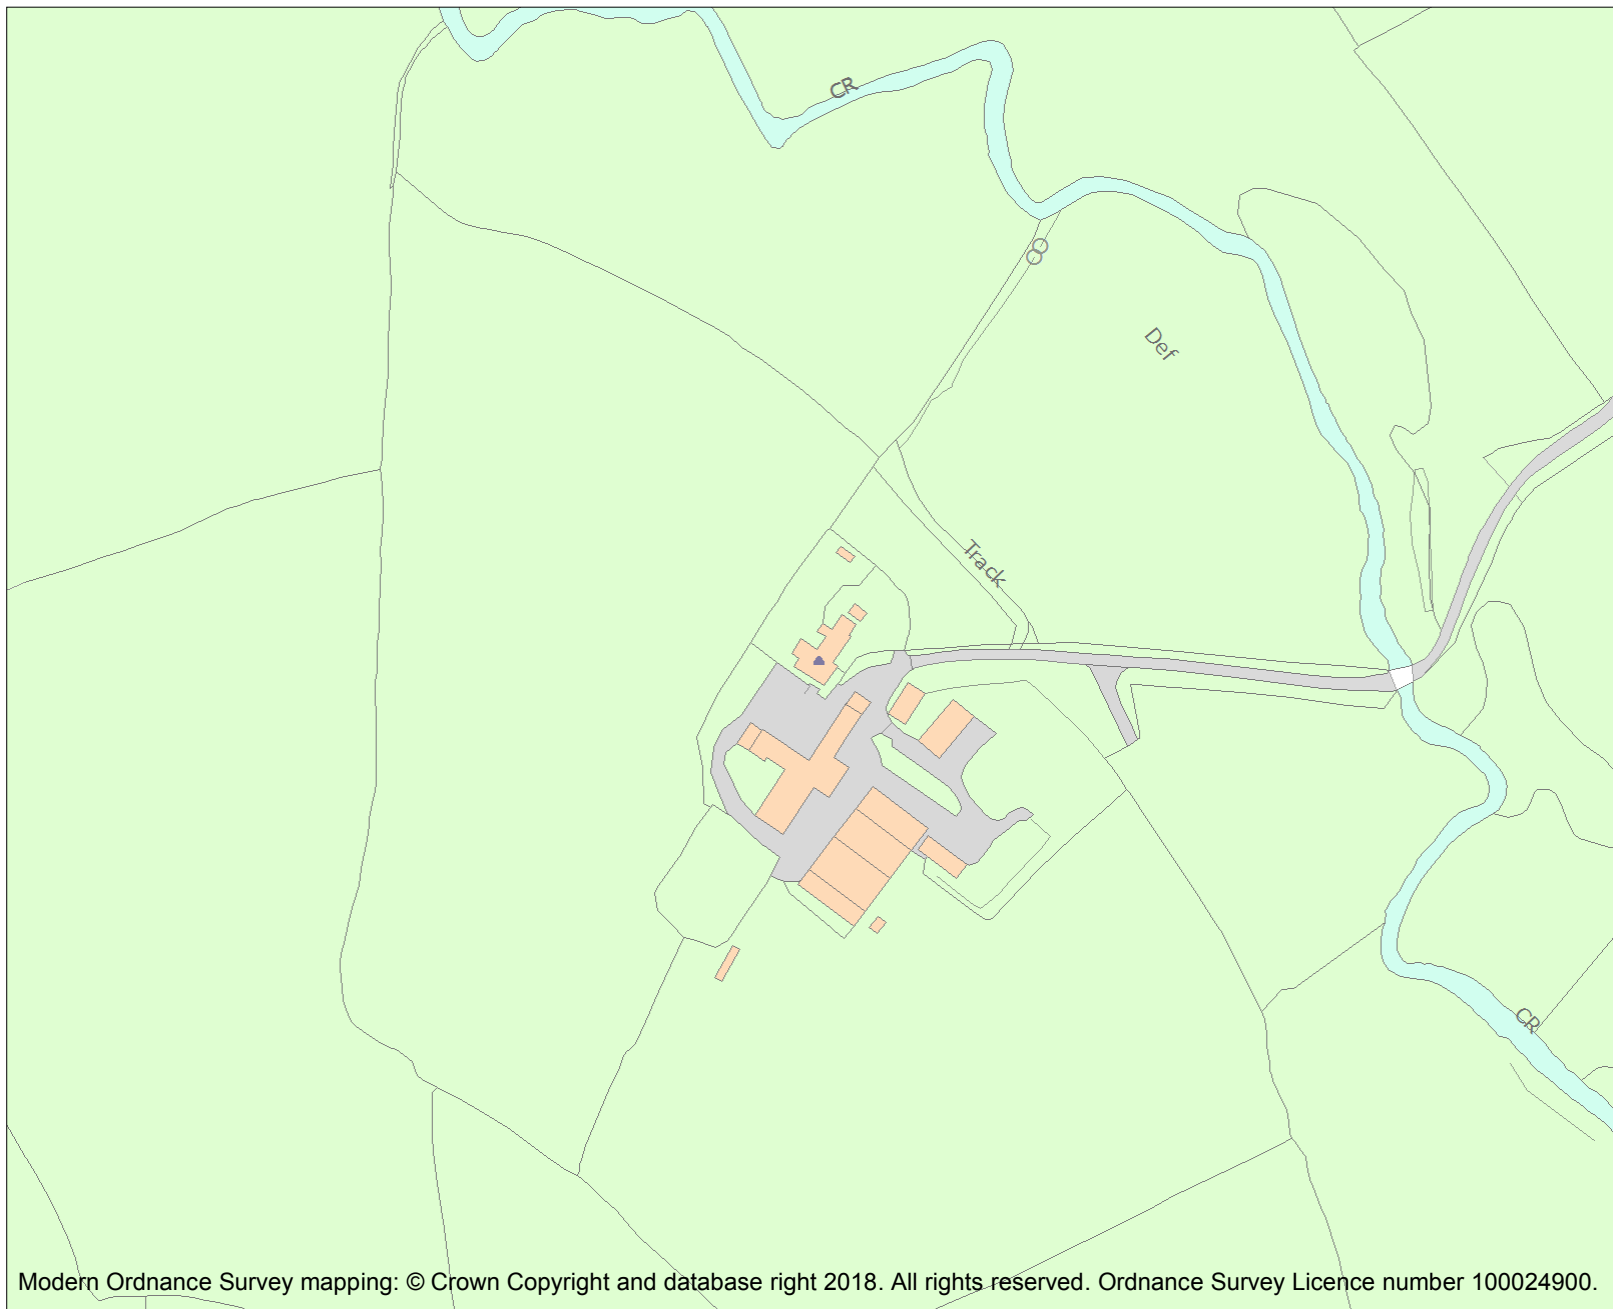 CR
Def
Track
CR
Modern Ordnance Survey mapping: © Crown Copyright and database right 2018. All rights reserved. Ordnance Survey Licence number 100024900.